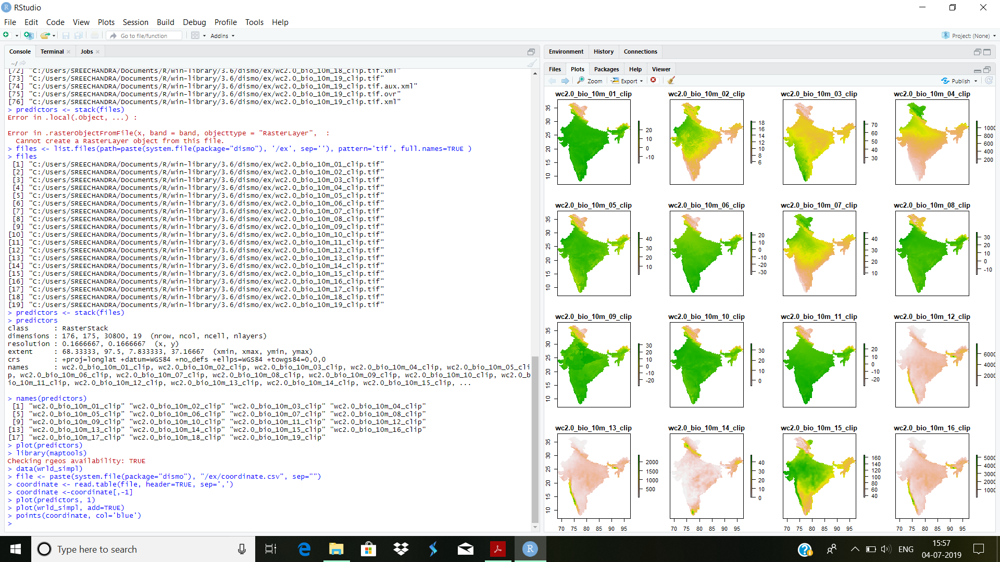 RStudio
File Edit Code View Plots Session Build Debug Profile Tools Help
Go to file/function Addins Project: (None)
Console Terminal Jobs
~/
[72] "C:/Users/SREECHANDRA/Documents/R/win-library/3.6/dismo/ex/wc2.0_bio_10m_18_clip.tif.xml"
[73] "C:/Users/SREECHANDRA/Documents/R/win-library/3.6/dismo/ex/wc2.0_bio_10m_19_clip.tif"
[74] "C:/Users/SREECHANDRA/Documents/R/win-library/3.6/dismo/ex/wc2.0_bio_10m_19_clip.tif.aux.xml"
[75] "C:/Users/SREECHANDRA/Documents/R/win-library/3.6/dismo/ex/wc2.0_bio_10m_19_clip.tif.ovr"
[76] "C:/Users/SREECHANDRA/Documents/R/win-library/3.6/dismo/ex/wc2.0_bio_10m_19_clip.tif.xml"
> predictors <- stack(files)
Error in .local(.Object, ...) :
Error in .rasterObjectFromFile(x, band = band, objecttype = "RasterLayer", :
Cannot create a RasterLayer object from this file.
> files <- list.files(path=paste(system.file(package="dismo"), '/ex', sep=''), pattern='tif', full.names=TRUE )
> files
[1] "C:/Users/SREECHANDRA/Documents/R/win-library/3.6/dismo/ex/wc2.0_bio_10m_01_clip.tif"
[2] "C:/Users/SREECHANDRA/Documents/R/win-library/3.6/dismo/ex/wc2.0_bio_10m_02_clip.tif"
[3] "C:/Users/SREECHANDRA/Documents/R/win-library/3.6/dismo/ex/wc2.0_bio_10m_03_clip.tif"
[4] "C:/Users/SREECHANDRA/Documents/R/win-library/3.6/dismo/ex/wc2.0_bio_10m_04_clip.tif"
[5] "C:/Users/SREECHANDRA/Documents/R/win-library/3.6/dismo/ex/wc2.0_bio_10m_05_clip.tif"
[6] "C:/Users/SREECHANDRA/Documents/R/win-library/3.6/dismo/ex/wc2.0_bio_10m_06_clip.tif"
[7] "C:/Users/SREECHANDRA/Documents/R/win-library/3.6/dismo/ex/wc2.0_bio_10m_07_clip.tif"
[8] "C:/Users/SREECHANDRA/Documents/R/win-library/3.6/dismo/ex/wc2.0_bio_10m_08_clip.tif"
[9] "C:/Users/SREECHANDRA/Documents/R/win-library/3.6/dismo/ex/wc2.0_bio_10m_09_clip.tif"
[10] "C:/Users/SREECHANDRA/Documents/R/win-library/3.6/dismo/ex/wc2.0_bio_10m_10_clip.tif"
[11] "C:/Users/SREECHANDRA/Documents/R/win-library/3.6/dismo/ex/wc2.0_bio_10m_11_clip.tif"
[12] "C:/Users/SREECHANDRA/Documents/R/win-library/3.6/dismo/ex/wc2.0_bio_10m_12_clip.tif"
[13] "C:/Users/SREECHANDRA/Documents/R/win-library/3.6/dismo/ex/wc2.0_bio_10m_13_clip.tif"
[14] "C:/Users/SREECHANDRA/Documents/R/win-library/3.6/dismo/ex/wc2.0_bio_10m_14_clip.tif"
[15] "C:/Users/SREECHANDRA/Documents/R/win-library/3.6/dismo/ex/wc2.0_bio_10m_15_clip.tif"
[16] "C:/Users/SREECHANDRA/Documents/R/win-library/3.6/dismo/ex/wc2.0_bio_10m_16_clip.tif"
[17] "C:/Users/SREECHANDRA/Documents/R/win-library/3.6/dismo/ex/wc2.0_bio_10m_17_clip.tif"
[18] "C:/Users/SREECHANDRA/Documents/R/win-library/3.6/dismo/ex/wc2.0_bio_10m_18_clip.tif"
[19] "C:/Users/SREECHANDRA/Documents/R/win-library/3.6/dismo/ex/wc2.0_bio_10m_19_clip.tif"
> predictors <- stack(files)
> predictors
class : RasterStack
dimensions : 176, 175, 30800, 19 (nrow, ncol, ncell, nlayers)
resolution : 0.1666667, 0.1666667 (x, y)
extent : 68.33333, 97.5, 7.833333, 37.16667 (xmin, xmax, ymin, ymax)
crs : +proj=longlat +datum=WGS84 +no_defs +ellps=WGS84 +towgs84=0,0,0
names : wc2.0_bio_10m_01_clip, wc2.0_bio_10m_02_clip, wc2.0_bio_10m_03_clip, wc2.0_bio_10m_04_clip, wc2.0_bio_10m_05_cli
p, wc2.0_bio_10m_06_clip, wc2.0_bio_10m_07_clip, wc2.0_bio_10m_08_clip, wc2.0_bio_10m_09_clip, wc2.0_bio_10m_10_clip, wc2.0_b
io_10m_11_clip, wc2.0_bio_10m_12_clip, wc2.0_bio_10m_13_clip, wc2.0_bio_10m_14_clip, wc2.0_bio_10m_15_clip, ...
> names(predictors)
[1] "wc2.0_bio_10m_01_clip" "wc2.0_bio_10m_02_clip" "wc2.0_bio_10m_03_clip" "wc2.0_bio_10m_04_clip"
[5] "wc2.0_bio_10m_05_clip" "wc2.0_bio_10m_06_clip" "wc2.0_bio_10m_07_clip" "wc2.0_bio_10m_08_clip"
[9] "wc2.0_bio_10m_09_clip" "wc2.0_bio_10m_10_clip" "wc2.0_bio_10m_11_clip" "wc2.0_bio_10m_12_clip"
[13] "wc2.0_bio_10m_13_clip" "wc2.0_bio_10m_14_clip" "wc2.0_bio_10m_15_clip" "wc2.0_bio_10m_16_clip"
[17] "wc2.0_bio_10m_17_clip" "wc2.0_bio_10m_18_clip" "wc2.0_bio_10m_19_clip"
> plot(predictors)
> library(maptools)
Checking rgeos availability: TRUE
> data(wrld_simpl)
> file <- paste(system.file(package="dismo"), "/ex/coordinate.csv", sep="")
> coordinate <- read.table(file, header=TRUE, sep=',')
> coordinate <-coordinate[,-1]
> plot(predictors, 1)
> plot(wrld_simpl, add=TRUE)
> points(coordinate, col='blue')
>
Environment History Connections
Files Plots Packages Help Viewer
Zoom Export Publish
wc2.0_bio_10m_01_clip wc2.0_bio_10m_02_clip wc2.0_bio_10m_03_clip wc2.0_bio_10m_04_clip
35 30 25 20 15 10
20 10 0 -10
18 16 14 12 10 8 6
70 60 50 40 30
1000 800 600 400 200
wc2.0_bio_10m_05_clip wc2.0_bio_10m_06_clip wc2.0_bio_10m_07_clip wc2.0_bio_10m_08_clip
35 30 25 20 15 10
40 30 20 10
20 10 0 -10 -20 -30
40 30 20 10
30 20 10 0 -10
wc2.0_bio_10m_09_clip wc2.0_bio_10m_10_clip wc2.0_bio_10m_11_clip wc2.0_bio_10m_12_clip
35 30 25 20 15 10
30 20 10 0 -10 -20
30 20 10 0
20 10 0 -10 -20
6000 4000 2000
wc2.0_bio_10m_13_clip wc2.0_bio_10m_14_clip wc2.0_bio_10m_15_clip wc2.0_bio_10m_16_clip
35 30 25 20 15 10
2000 1500 1000 500
40 30 20 10 0
160 140 120 100 80 60 40
5000 4000 3000 2000 1000
70 75 80 85 90 95 70 75 80 85 90 95 70 75 80 85 90 95 70 75 80 85 90 95
Type here to search
ENG
15:57
04-07-2019